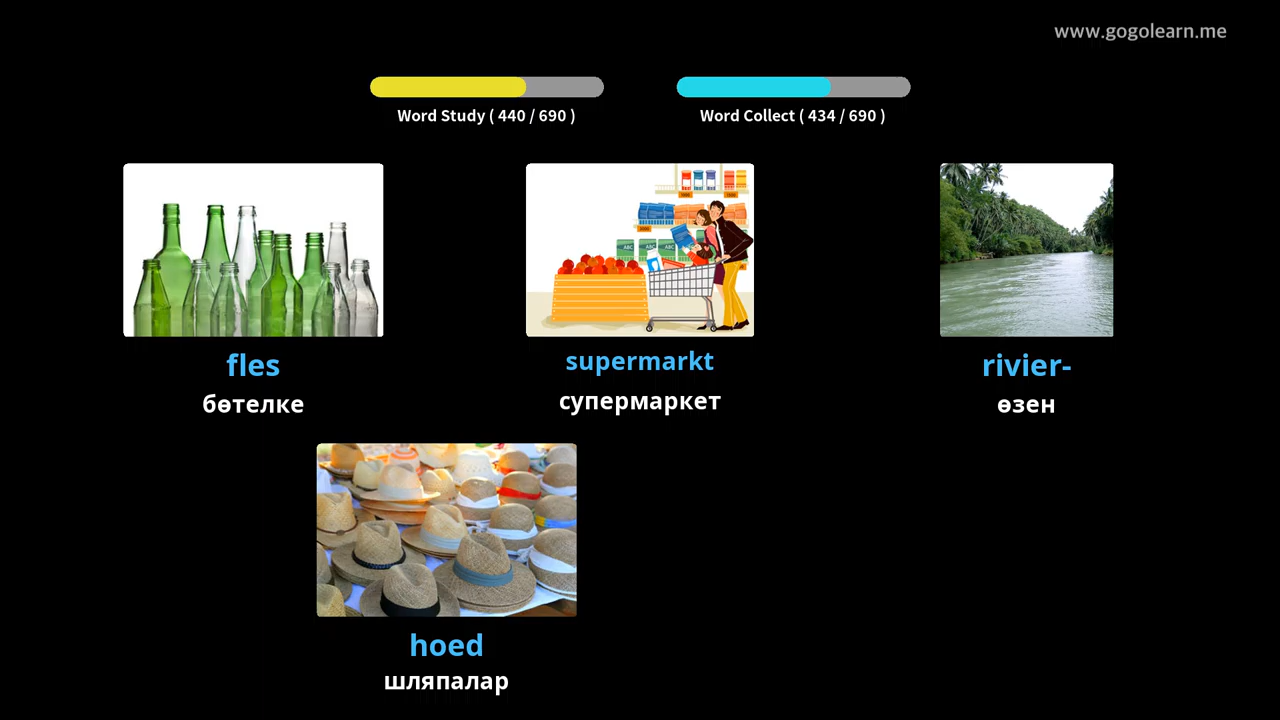 www.gogolearn.me
Word Study ( 440 / 690 )
Word Collect ( 434 / 690 )
fles
бөтелке
supermarkt
супермаркет
rivier-
өзен
hoed
шляпалар